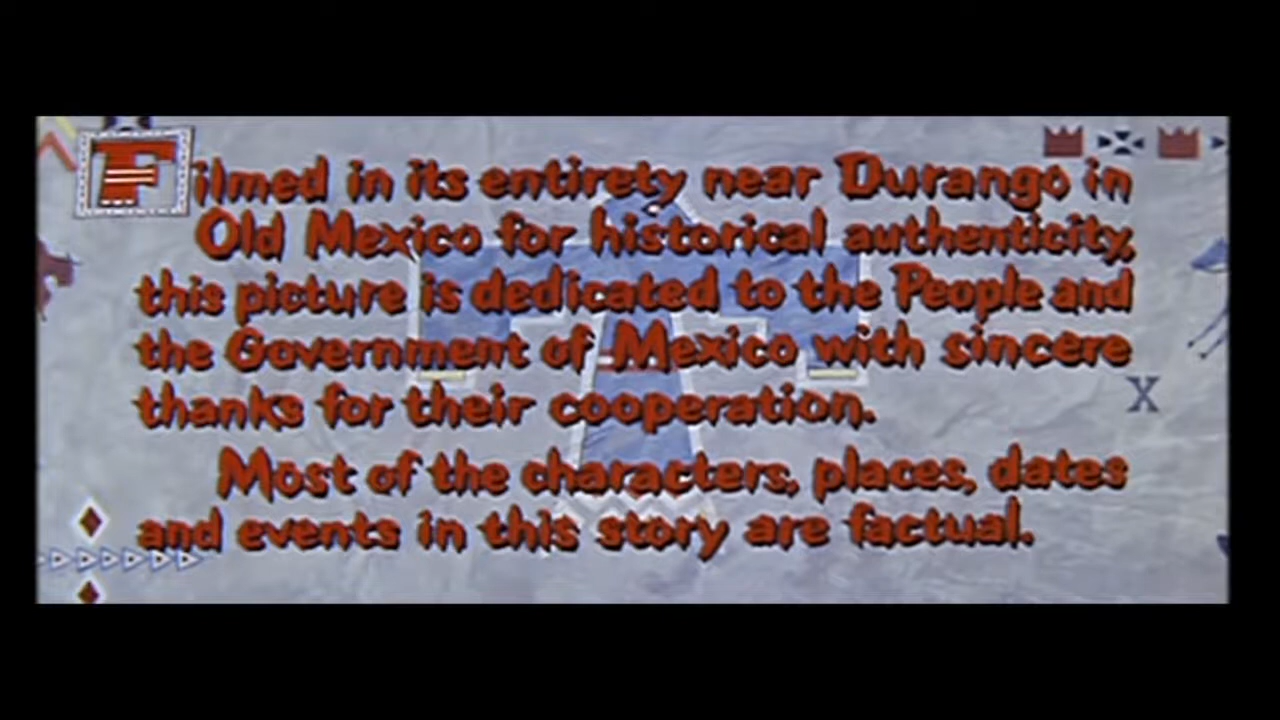 Filmed in its entirety near Durango in
Old Mexico for historical authenticity,
this picture is dedicated to the People and
the Government of Mexico with sincere
thanks for their cooperation.
Most of the characters, places, dates
and events in this story are factual.
X